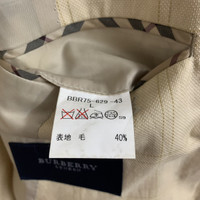 BBR75-629-43
L
表地 毛 40%
BURBERRY
LONDON